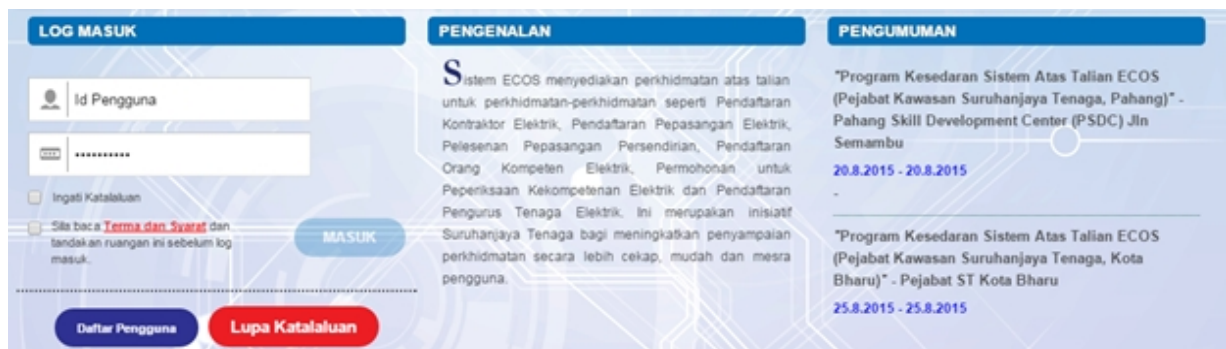 LOG MASUK
Id Pengguna
Ingati Katalaluan
Sila baca Terma dan Syarat dan
tandakan ruangan ini sebelum log
masuk.
MASUK
Daftar Pengguna
Lupa Katalaluan
PENGENALAN
Sistem ECOS menyediakan perkhidmatan atas talian
untuk perkhidmatan-perkhidmatan seperti Pendaftaran
Kontraktor Elektrik, Pendaftaran Pepasangan Elektrik,
Pelesenan Pepasangan Persendirian, Pendaftaran
Orang Kompeten Elektrik, Permohonan untuk
Peperiksaan Kekompetenan Elektrik dan Pendaftaran
Pengurus Tenaga Elektrik. Ini merupakan inisiatif
Suruhanjaya Tenaga bagi meningkatkan penyampaian
perkhidmatan secara lebih cekap, mudah dan mesra
pengguna.
PENGUMUMAN
"Program Kesedaran Sistem Atas Talian ECOS
(Pejabat Kawasan Suruhanjaya Tenaga, Pahang)" -
Pahang Skill Development Center (PSDC) Jln
Semambu
20.8.2015 - 20.8.2015
-
"Program Kesedaran Sistem Atas Talian ECOS
(Pejabat Kawasan Suruhanjaya Tenaga, Kota
Bharu)" - Pejabat ST Kota Bharu
25.8.2015 - 25.8.2015